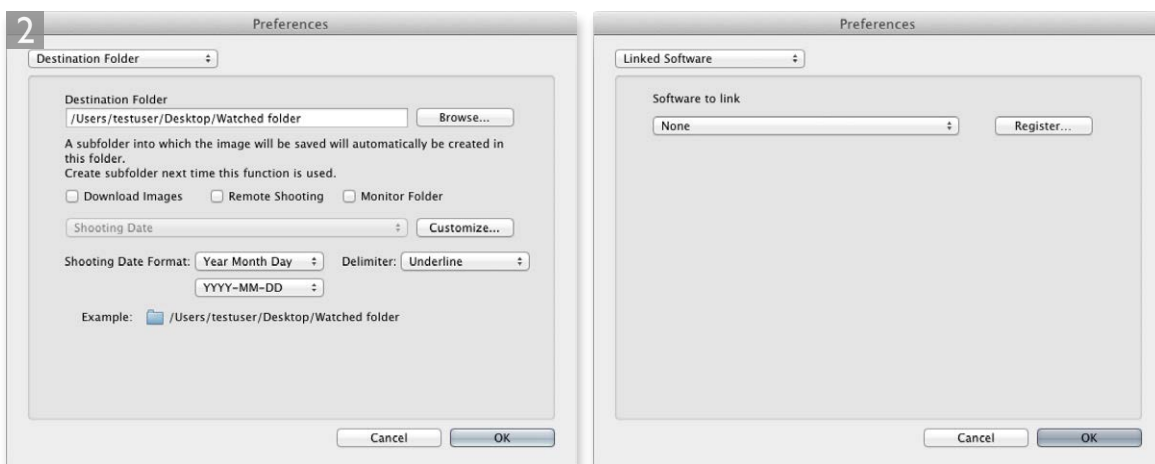 2
Preferences
Destination Folder
Destination Folder
/Users/testuser/Desktop/Watched folder
Browse...
A subfolder into which the image will be saved will automatically be created in
this folder.
Create subfolder next time this function is used.
Download Images Remote Shooting Monitor Folder
Shooting Date
Customize...
Shooting Date Format: Year Month Day Delimiter: Underline
YYYY-MM-DD
Example: /Users/testuser/Desktop/Watched folder
Cancel OK
Preferences
Linked Software
Software to link
None
Register...
Cancel OK